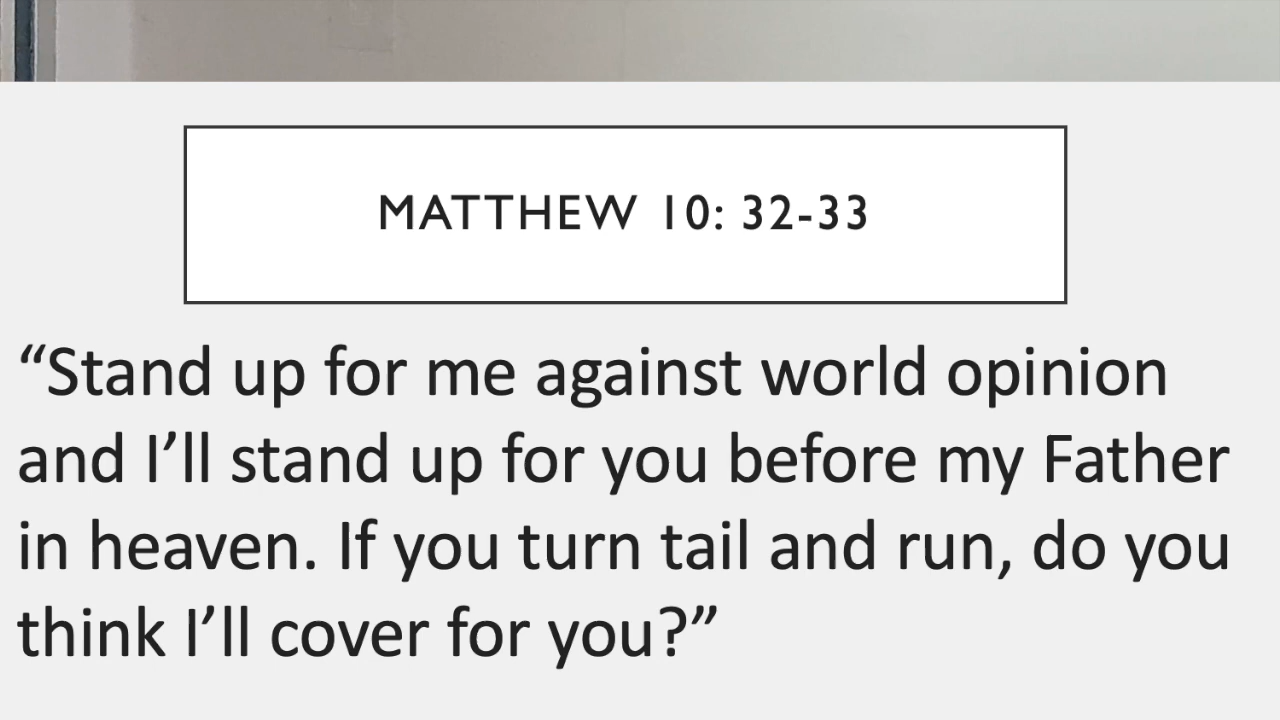 MATTHEW 10: 32-33
“Stand up for me against world opinion
and I’ll stand up for you before my Father
in heaven. If you turn tail and run, do you
think I’ll cover for you?”